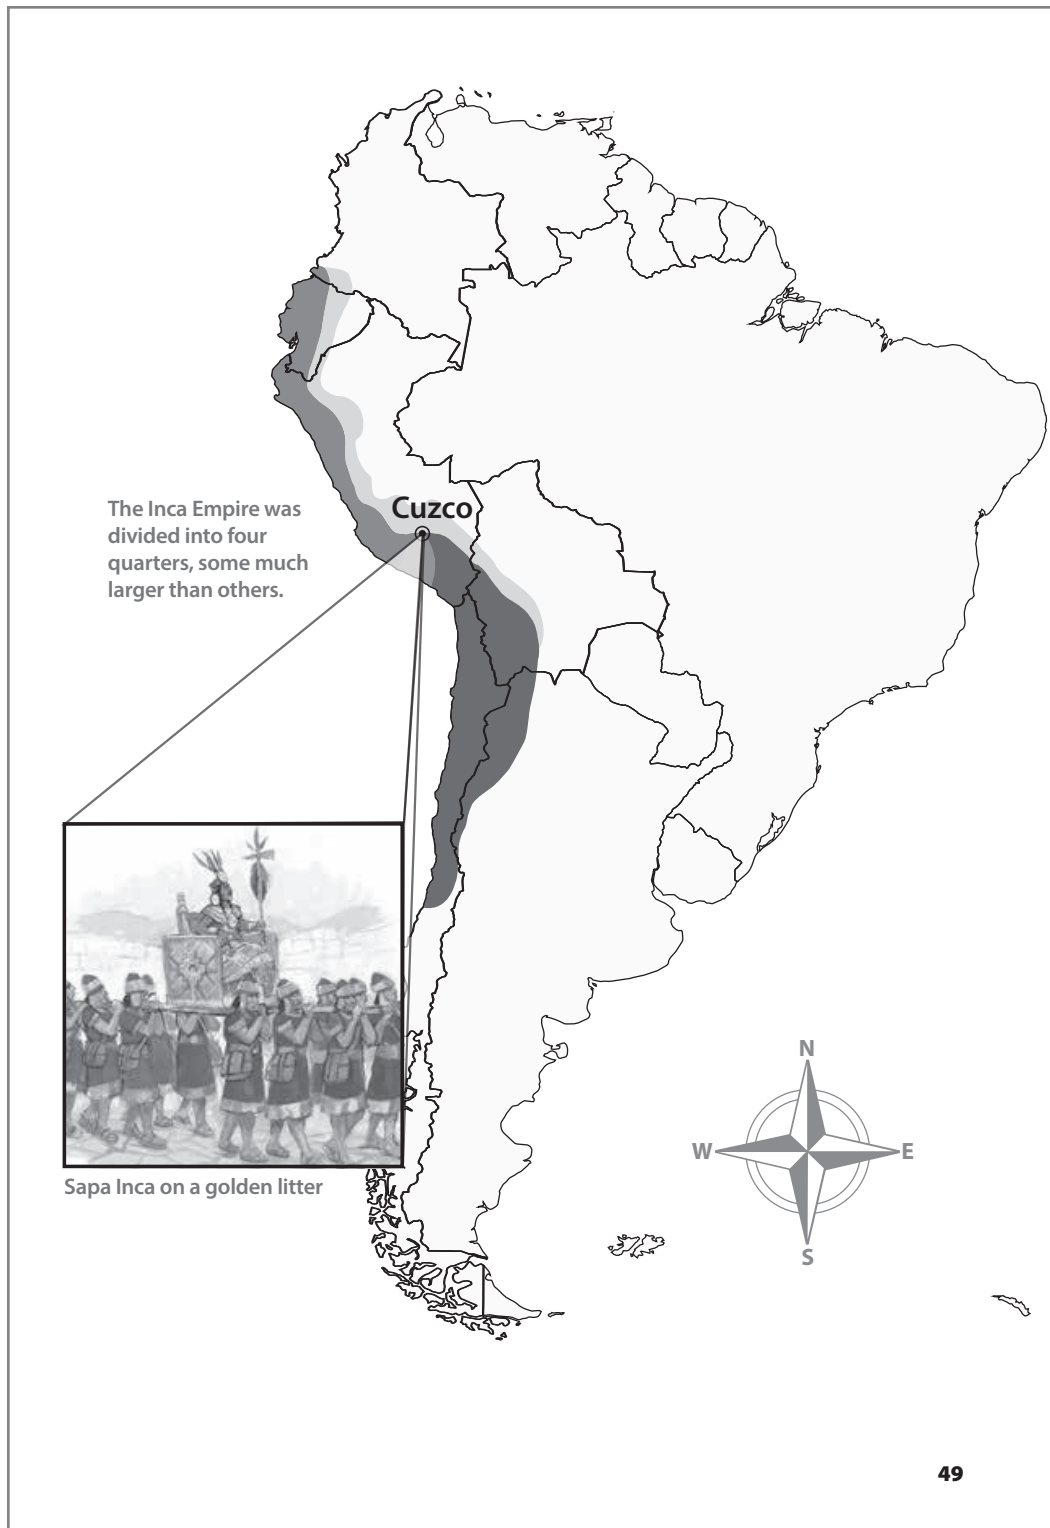 Cuzco
The Inca Empire was
divided into four
quarters, some much
larger than others.
N
W
E
S
Sapa Inca on a golden litter
49